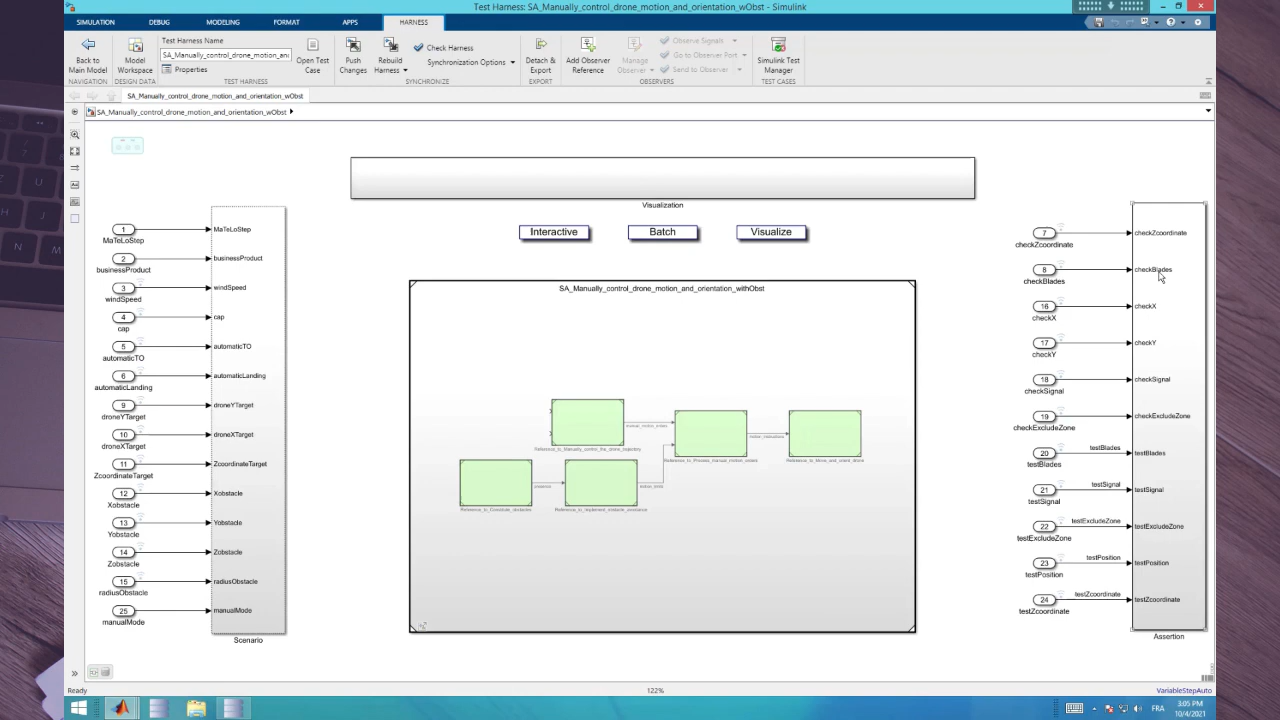 Test Harness: SA_Manually_control_drone_motion_and_orientation_wObst - Simulink
SIMULATION DEBUG MODELING FORMAT APPS HARNESS
Back to Main Model
NAVIGATION
Model Workspace
DESIGN DATA
Test Harness Name
SA_Manually_control_drone_motion_an
Properties
Open Test Case
TEST HARNESS
Push Changes
Rebuild Harness
Check Harness
Synchronization Options
SYNCHRONIZE
Detach & Export
EXPORT
Add Observer Reference
Manage Observer
Observe Signals
Go to Observer Port
Send to Observer
OBSERVERS
Simulink Test Manager
TEST CASES
SA_Manually_control_drone_motion_and_orientation_wObst
SA_Manually_control_drone_motion_and_orientation_wObst
Visualization
Interactive Batch Visualize
1 MaTeLoStep
MaTeLoStep
2 businessProduct
businessProduct
3 windSpeed
windSpeed
4 cap
cap
5 automaticTO
automaticTO
6 automaticLanding
automaticLanding
9 droneYTarget
droneYTarget
10 droneXTarget
droneXTarget
11 ZcoordinateTarget
ZcoordinateTarget
12 Xobstacle
Xobstacle
13 Yobstacle
Yobstacle
14 Zobstacle
Zobstacle
15 radiusObstacle
radiusObstacle
25 manualMode
manualMode
Scenario
SA_Manually_control_drone_motion_and_orientation_withObst
manual_motion_orders
Reference_to_Manually_control_the_drone_trajectory
Reference_to_Process_manual_motion_orders
Reference_to_Move_and_orient_drone
Reference_to_Constitute_obstacles
Reference_to_Implement_obstacle_avoidance
7 checkZcoordinate
checkZcoordinate
8 checkBlades
checkBlades
16 checkX
checkX
17 checkY
checkY
18 checkSignal
checkSignal
19 checkExcludeZone
checkExcludeZone
20 testBlades testBlades
testBlades
21 testSignal testSignal
testSignal
22 testExcludeZone testExcludeZone
testExcludeZone
23 testPosition testPosition
testPosition
24 testZcoordinate testZcoordinate
testZcoordinate
Assertion
Ready 122% VariableStepAuto
FRA
3:05 PM
10/4/2021